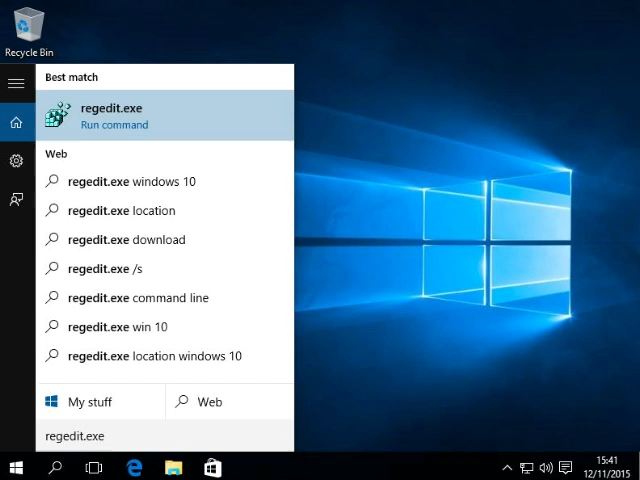 Recycle Bin
Best match
regedit.exe
Run command
Web
regedit.exe windows 10
regedit.exe location
regedit.exe download
regedit.exe /s
regedit.exe command line
regedit.exe win 10
regedit.exe location windows 10
My stuff
Web
regedit.exe
15:41
12/11/2015